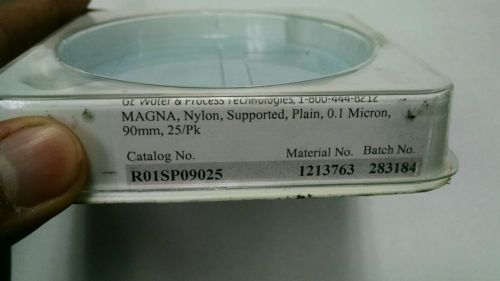 GE Water & Process Technologies, 1-800-444-8212
MAGNA, Nylon, Supported, Plain, 0.1 Micron,
90mm, 25/Pk
Catalog No. Material No. Batch No.
R01SP09025 1213763 283184